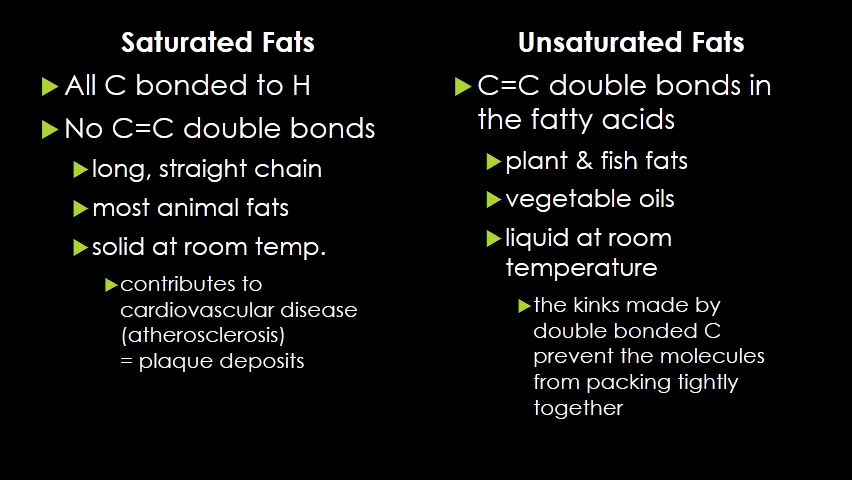 Saturated Fats
All C bonded to H
No C=C double bonds
long, straight chain
most animal fats
solid at room temp.
contributes to
cardiovascular disease
(atherosclerosis)
= plaque deposits
Unsaturated Fats
C=C double bonds in
the fatty acids
plant & fish fats
vegetable oils
liquid at room
temperature
the kinks made by
double bonded C
prevent the molecules
from packing tightly
together